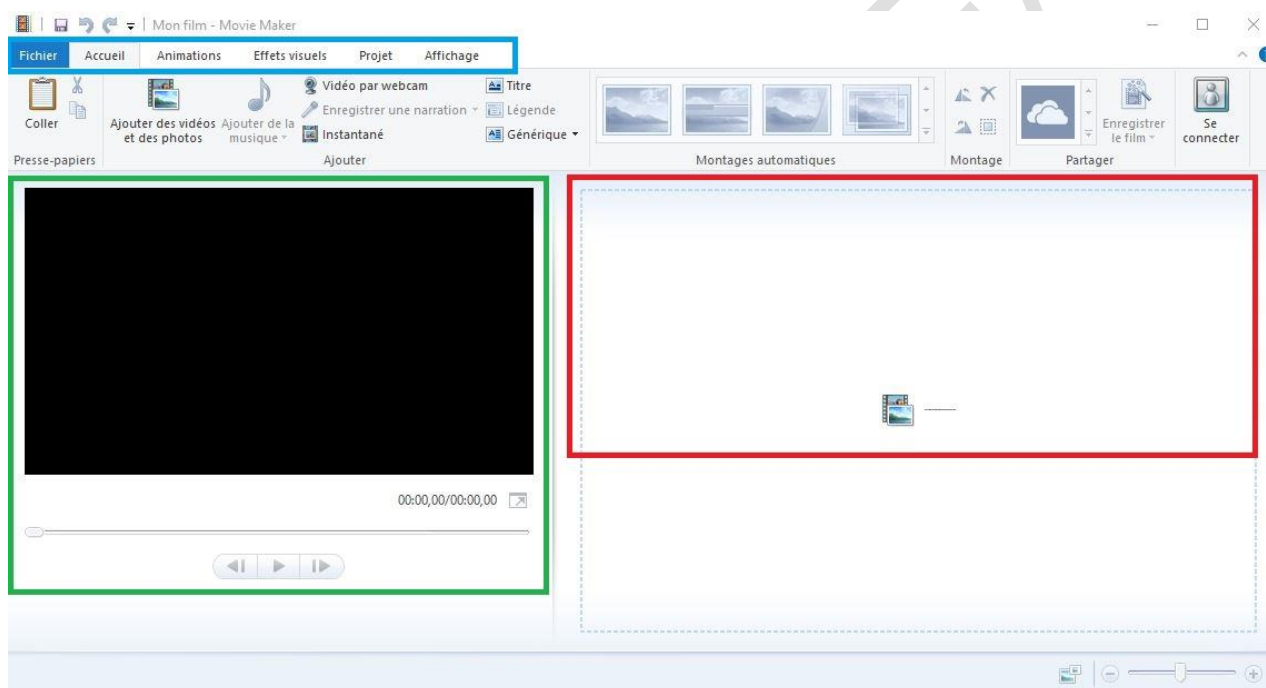 Mon film - Movie Maker
Fichier Accueil Animations Effets visuels Projet Affichage
Coller
Ajouter des vidéos
et des photos
Ajouter de la
musique
Vidéo par webcam
Enregistrer une narration
Instantané
Titre
Légende
Générique
Enregistrer
le film
Se
connecter
Presse-papiers Ajouter Montages automatiques Montage Partager
00:00,00/00:00,00